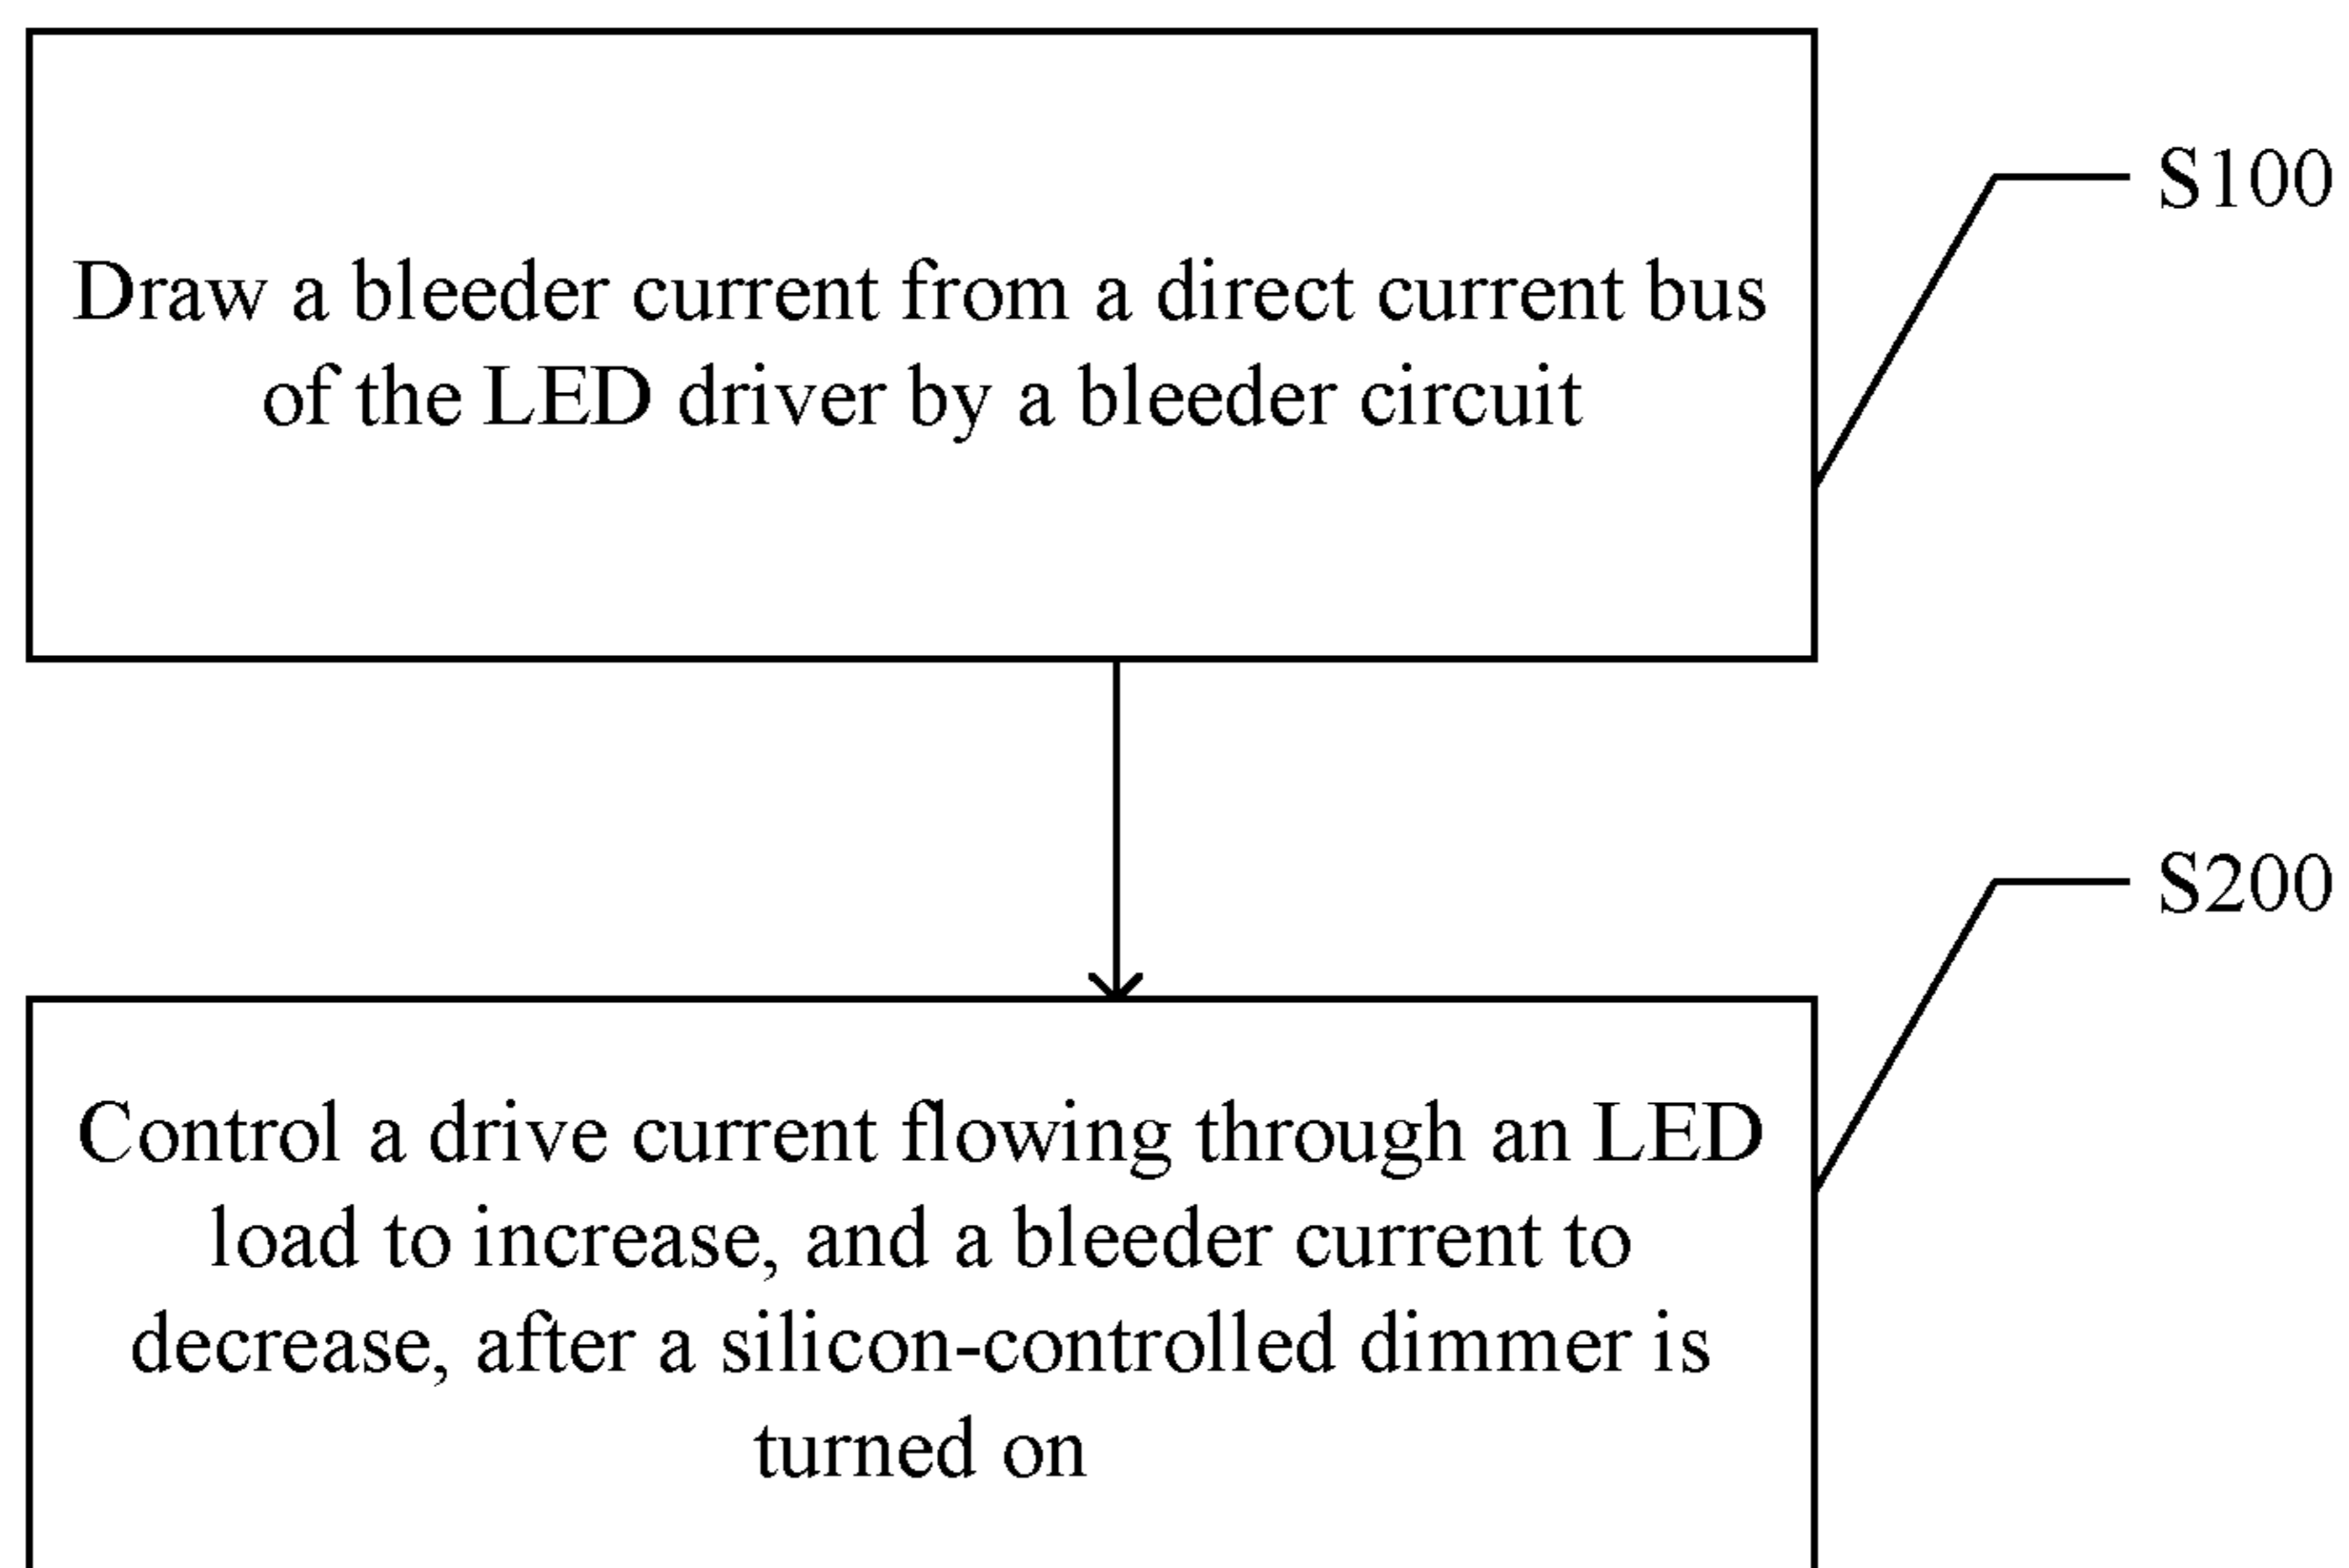 S100
Draw a bleeder current from a direct current bus
of the LED driver by a bleeder circuit
S200
Control a drive current flowing through an LED
load to increase, and a bleeder current to
decrease, after a silicon-controlled dimmer is
turned on